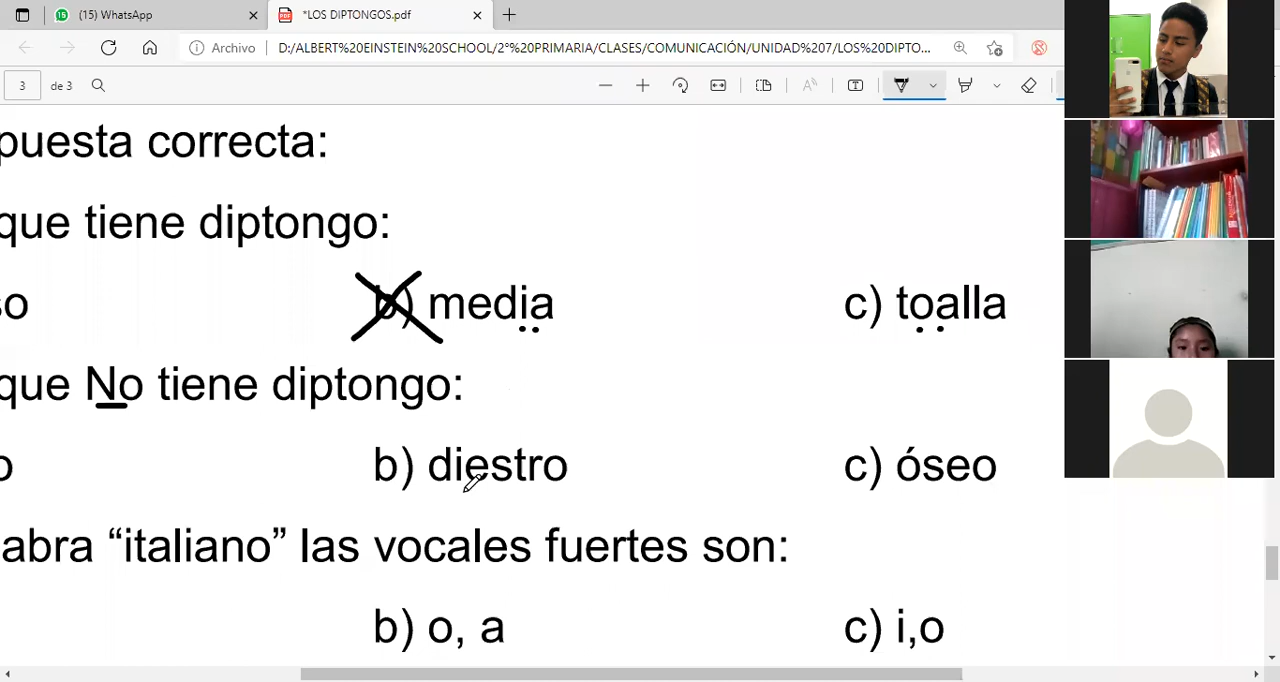 (15) WhatsApp
*LOS DIPTONGOS.pdf
Archivo
D:/ALBERT%20EINSTEIN%20SCHOOL/2°%20PRIMARIA/CLASES/COMUNICACIÓN/UNIDAD%207/LOS%20DIPTO...
3 de 3
puesta correcta:
que tiene diptongo:
so b) media c) toalla
que No tiene diptongo:
o b) diestro c) óseo
abra “italiano” las vocales fuertes son:
b) o, a c) i,o